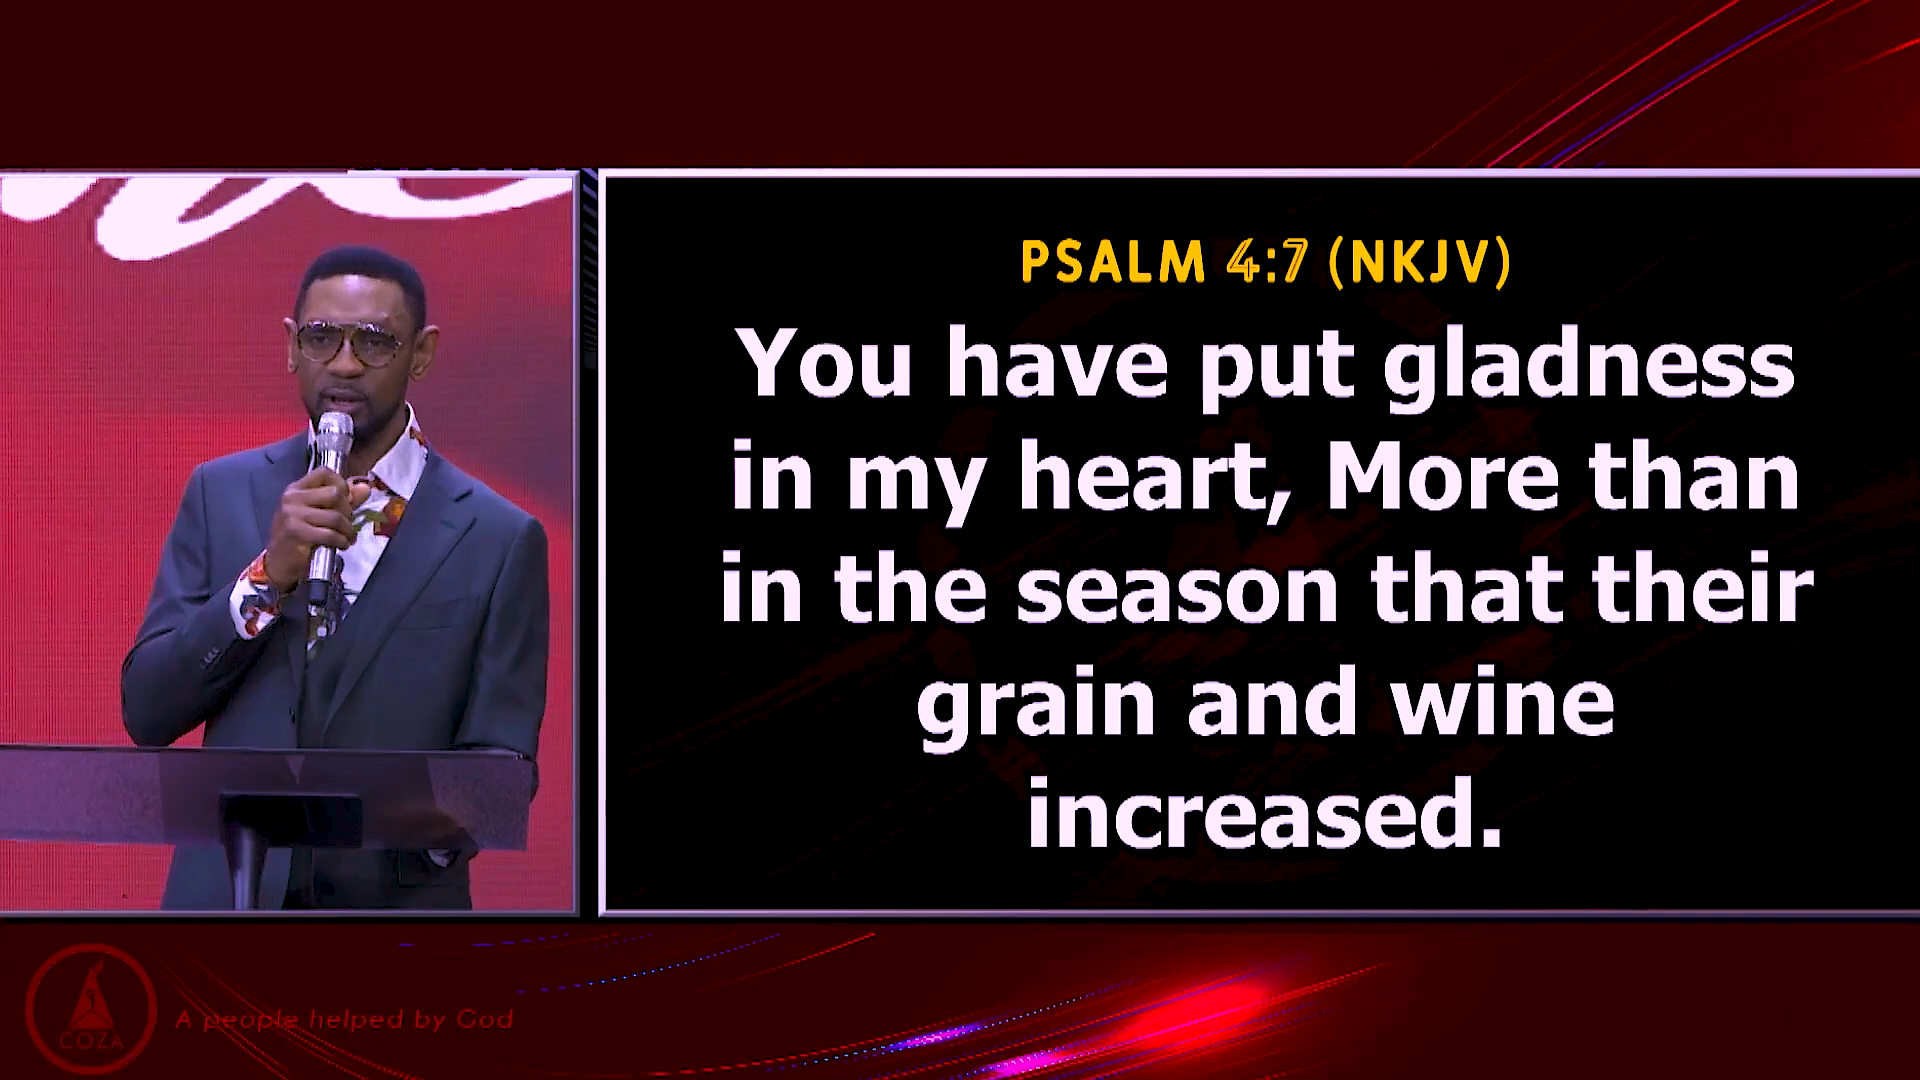 PSALM 4:7 (NKJV)
You have put gladness
in my heart, More than
in the season that their
grain and wine
increased.
COZA
A people helped by God